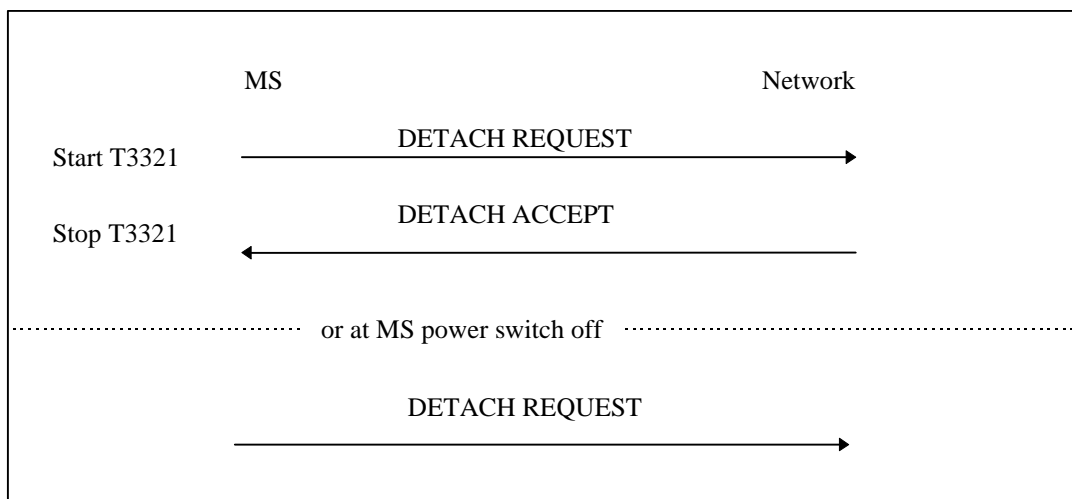 MS Network
DETACH REQUEST
Start T3321
DETACH ACCEPT
Stop T3321
or at MS power switch off
DETACH REQUEST